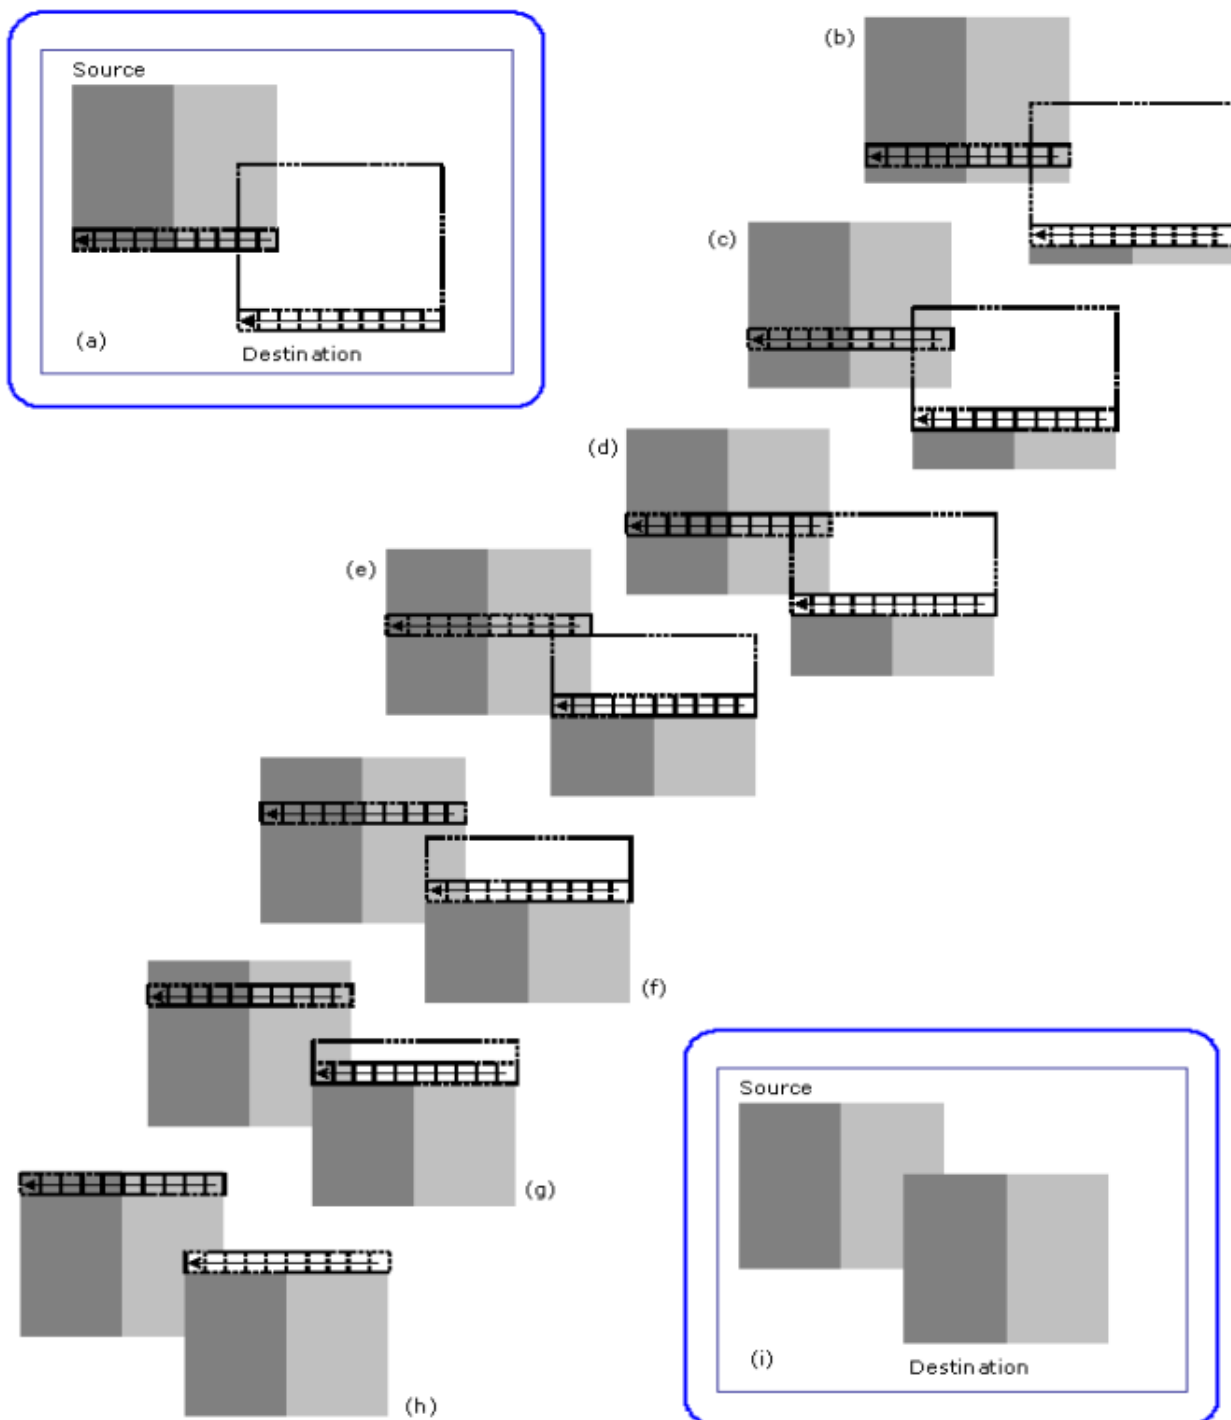 Source
(a)
Destination
(b)
(c)
(d)
(e)
(f)
(g)
(h)
Source
(i)
Destination